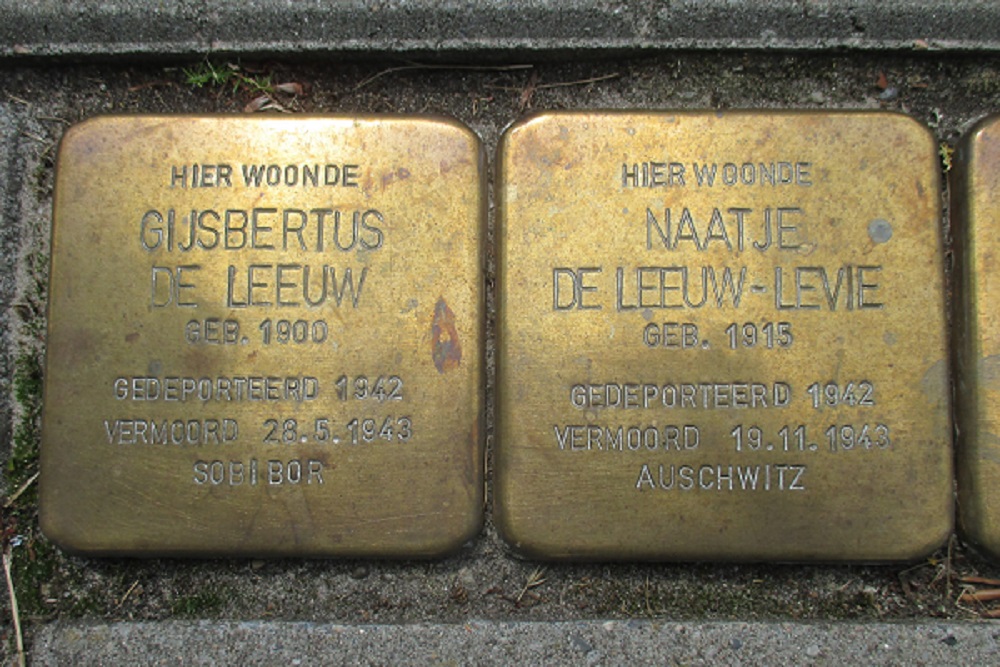 HIER WOONDE
GIJSBERTUS
DE LEEUW
GEB. 1900
GEDEPORTEERD 1942
VERMOORD 28.5.1943
SOBIBOR
HIER WOONDE
NAATJE
DE LEEUW-LEVIE
GEB. 1915
GEDEPORTEERD 1942
VERMOORD 19.11.1943
AUSCHWITZ